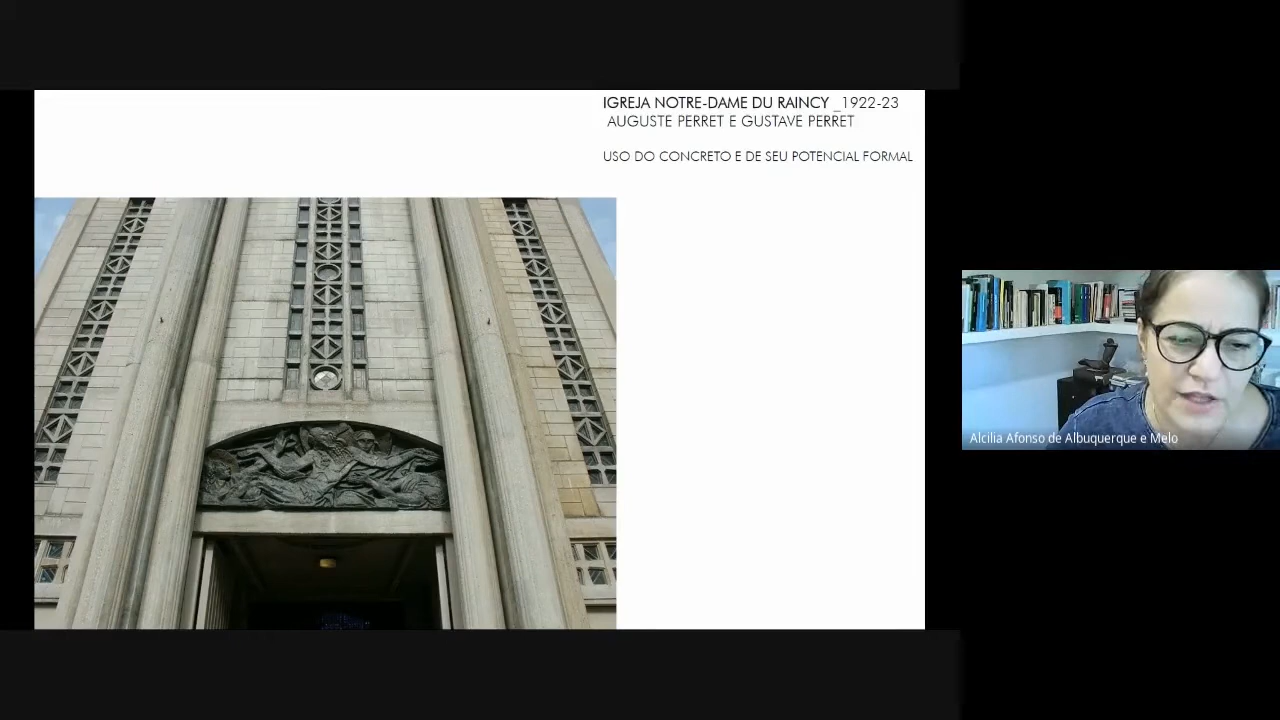 IGREJA NOTRE-DAME DU RAINCY _1922-23
AUGUSTE PERRET E GUSTAVE PERRET
USO DO CONCRETO E DE SEU POTENCIAL FORMAL
Alcilia Afonso de Albuquerque e Melo